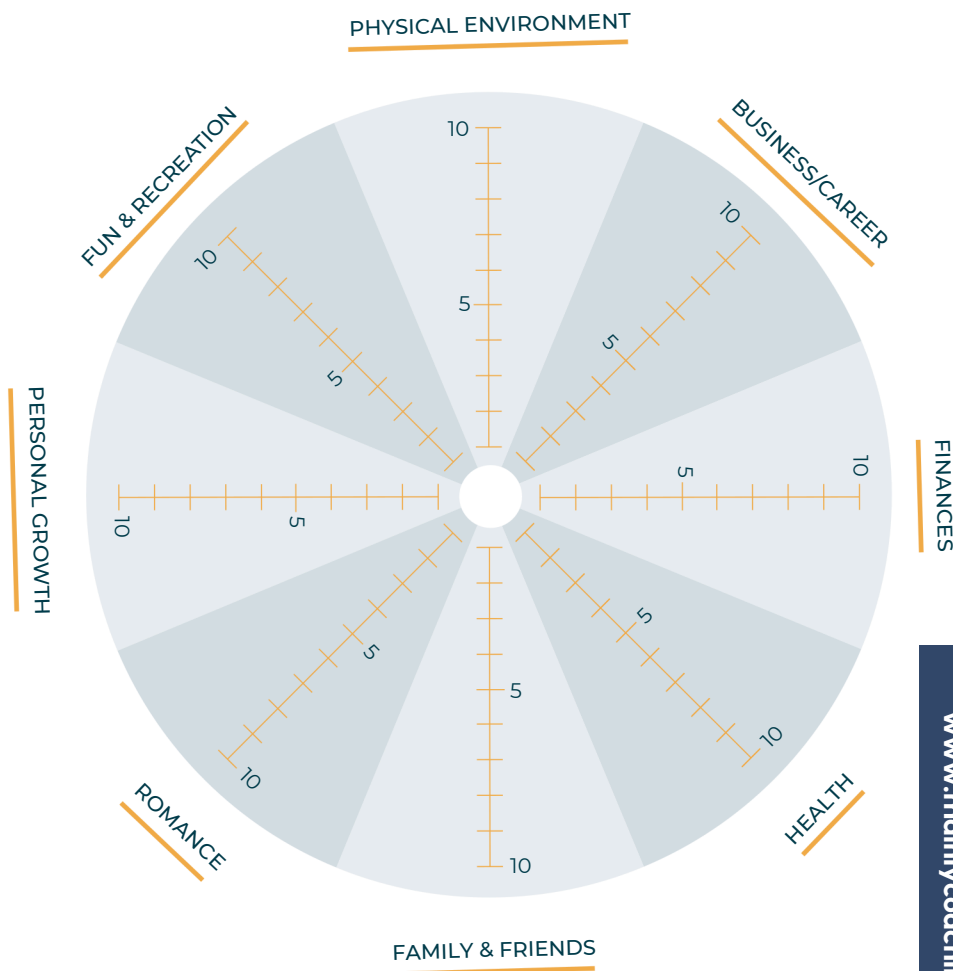 PHYSICAL ENVIRONMENT
BUSINESS/CAREER
FINANCES
HEALTH
FAMILY & FRIENDS
ROMANCE
PERSONAL GROWTH
FUN & RECREATION
10
5
10
5
10
5
10
5
10
5
10
5
10
5
10
5